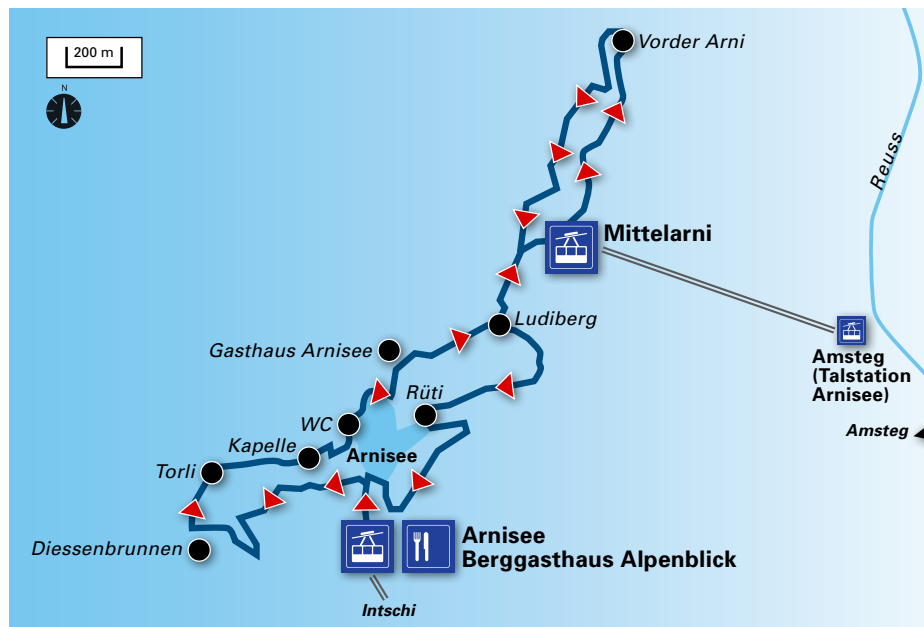 200 m
N
Vorder Arni
Reuss
Mittelarni
Ludiberg
Gasthaus Arnisee
Amsteg
(Talstation
Arnisee)
Rüti
WC
Amsteg
Kapelle
Arnisee
Torli
Diessenbrunnen
Arnisee
Berggasthaus Alpenblick
Intschi